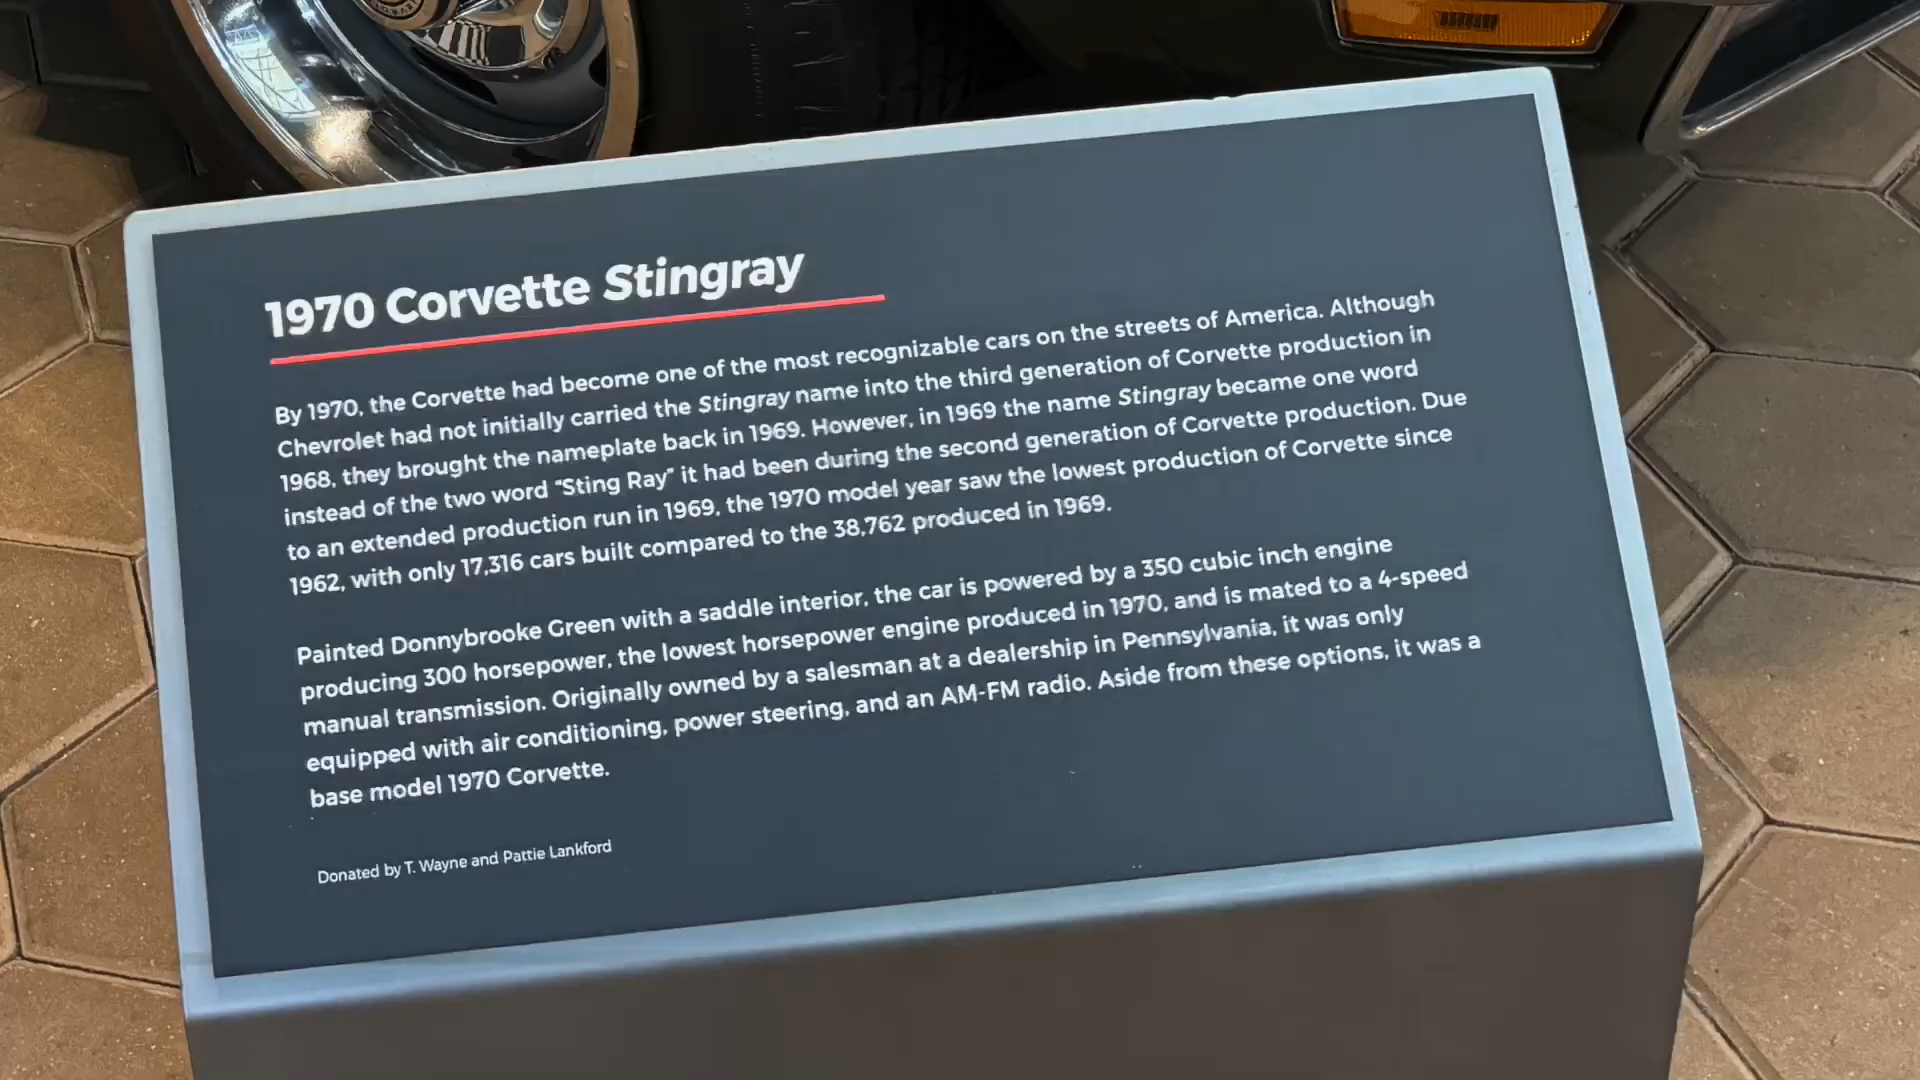 1970 Corvette Stingray
By 1970, the Corvette had become one of the most recognizable cars on the streets of America. Although
Chevrolet had not initially carried the Stingray name into the third generation of Corvette production in
1968, they brought the nameplate back in 1969. However, in 1969 the name Stingray became one word
instead of the two word "Sting Ray" it had been during the second generation of Corvette production. Due
to an extended production run in 1969, the 1970 model year saw the lowest production of Corvette since
1962, with only 17,316 cars built compared to the 38,762 produced in 1969.
Painted Donnybrooke Green with a saddle interior, the car is powered by a 350 cubic inch engine
producing 300 horsepower, the lowest horsepower engine produced in 1970, and is mated to a 4-speed
manual transmission. Originally owned by a salesman at a dealership in Pennsylvania, it was only
equipped with air conditioning, power steering, and an AM-FM radio. Aside from these options, it was a
base model 1970 Corvette.
Donated by T. Wayne and Pattie Lankford